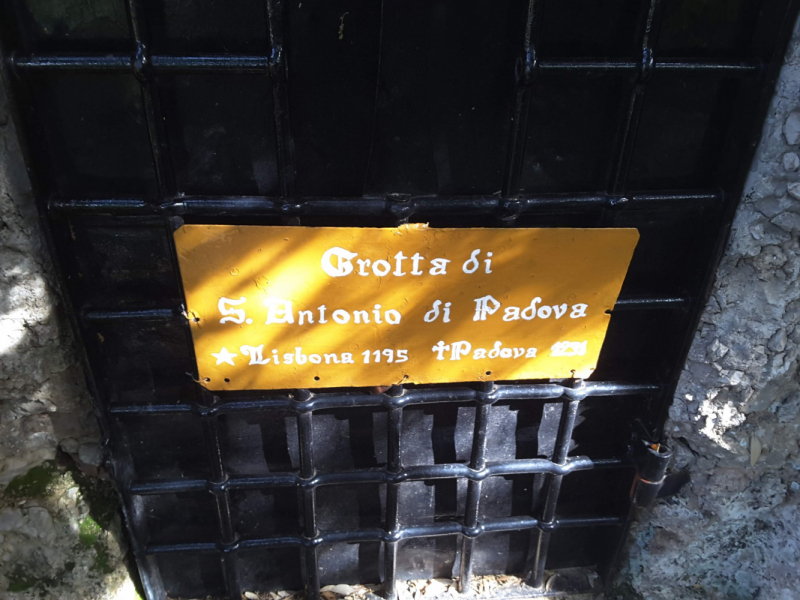 Grotta di
S. Antonio di Padova
★ Lisbona 1195 ✝Padova 1231